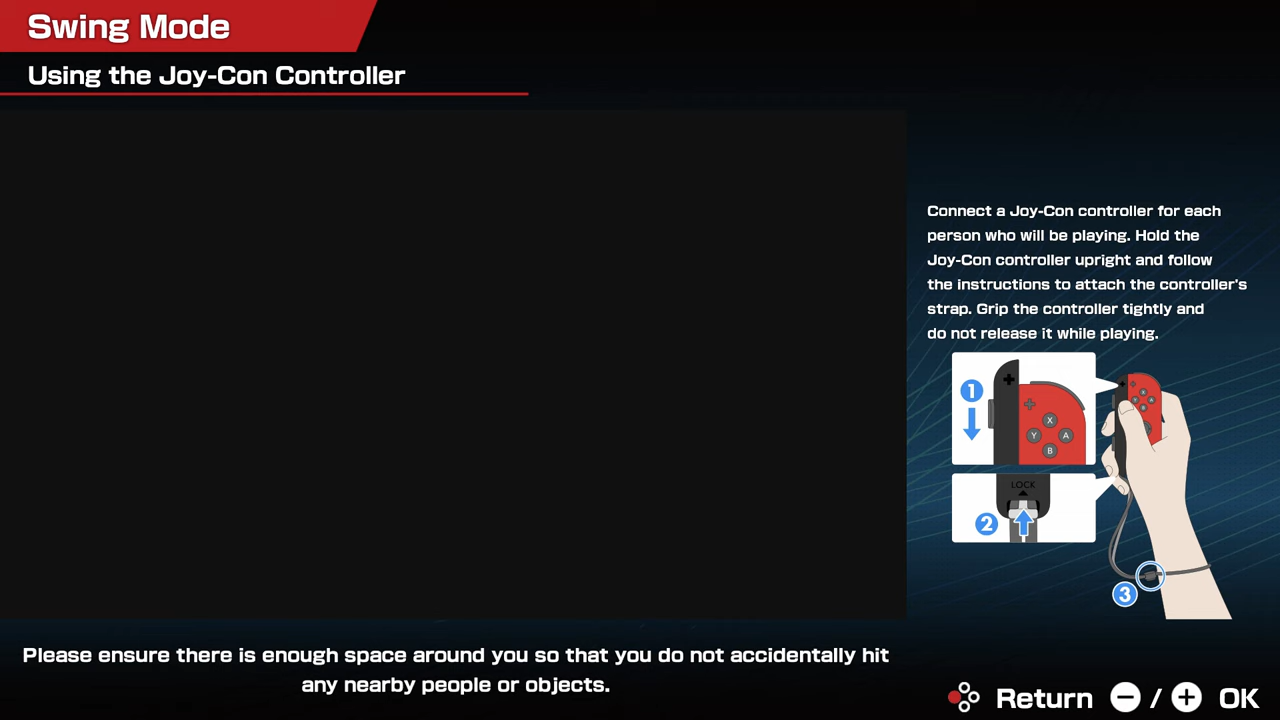 Swing Mode
Using the Joy-Con Controller
Connect a Joy-Con controller for each
person who will be playing. Hold the
Joy-Con controller upright and follow
the instructions to attach the controller's
strap. Grip the controller tightly and
do not release it while playing.
1
X
Y A
B
LOCK
2
3
Please ensure there is enough space around you so that you do not accidentally hit
any nearby people or objects.
Return - / + OK